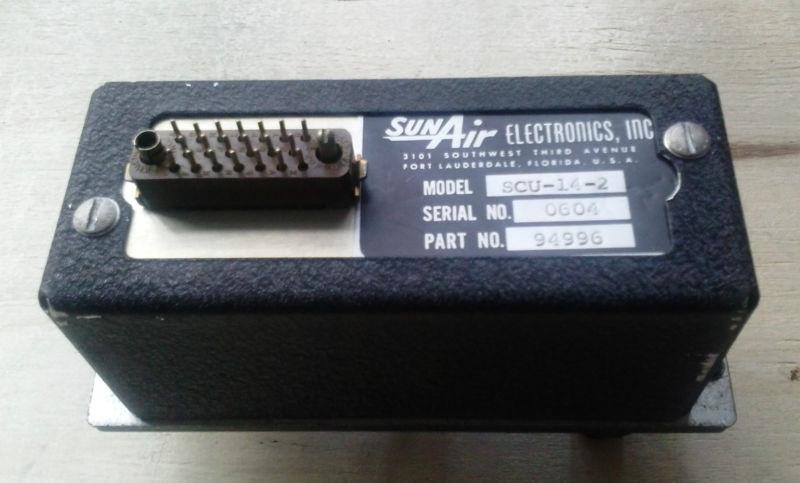 SUNAir ELECTRONICS, INC
3101 SOUTHWEST THIRD AVENUE
FORT LAUDERDALE, FLORIDA, U.S.A.
MODEL SCU-14-2
SERIAL NO. 0604
PART NO. 94996